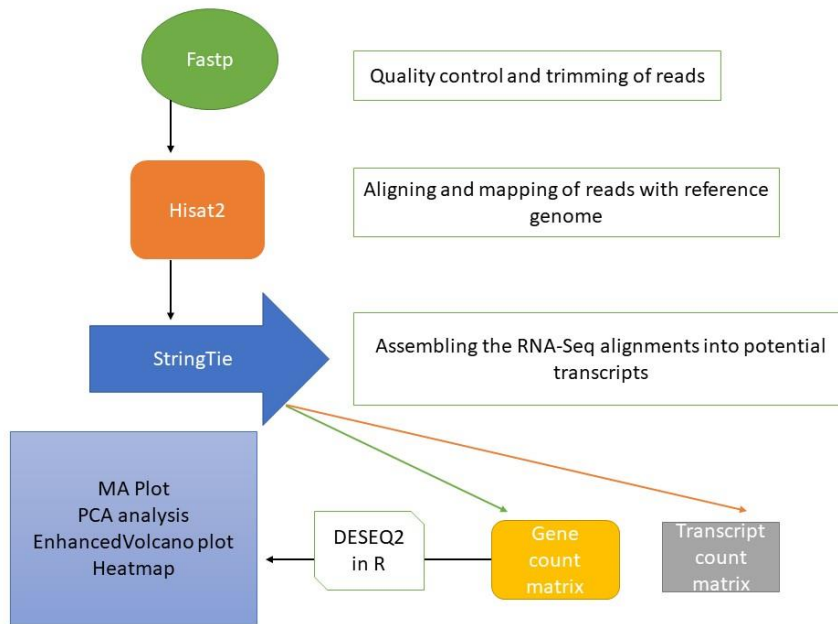 Fastp
Quality control and trimming of reads
Hisat2
Aligning and mapping of reads with reference
genome
StringTie
Assembling the RNA-Seq alignments into potential
transcripts
MA Plot
PCA analysis
EnhancedVolcano plot
Heatmap
DESEQ2
in R
Gene
count
matrix
Transcript
count
matrix